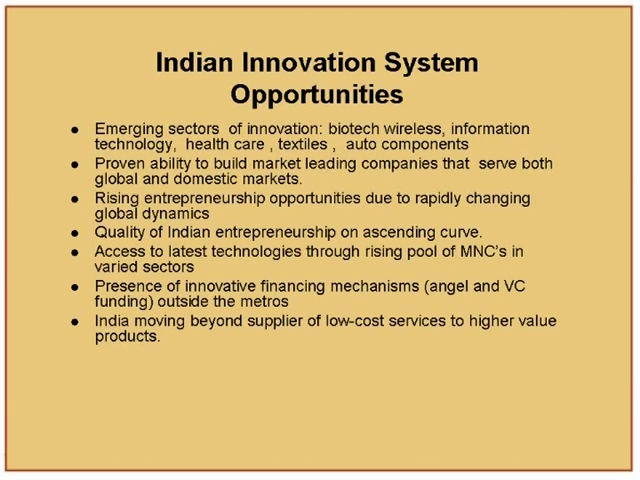 Indian Innovation System
Opportunities
● Emerging sectors of innovation: biotech wireless, information
technology, health care , textiles , auto components
● Proven ability to build market leading companies that serve both
global and domestic markets.
● Rising entrepreneurship opportunities due to rapidly changing
global dynamics
● Quality of Indian entrepreneurship on ascending curve.
● Access to latest technologies through rising pool of MNC's in
varied sectors
● Presence of innovative financing mechanisms (angel and VC
funding) outside the metros
● India moving beyond supplier of low-cost services to higher value
products.